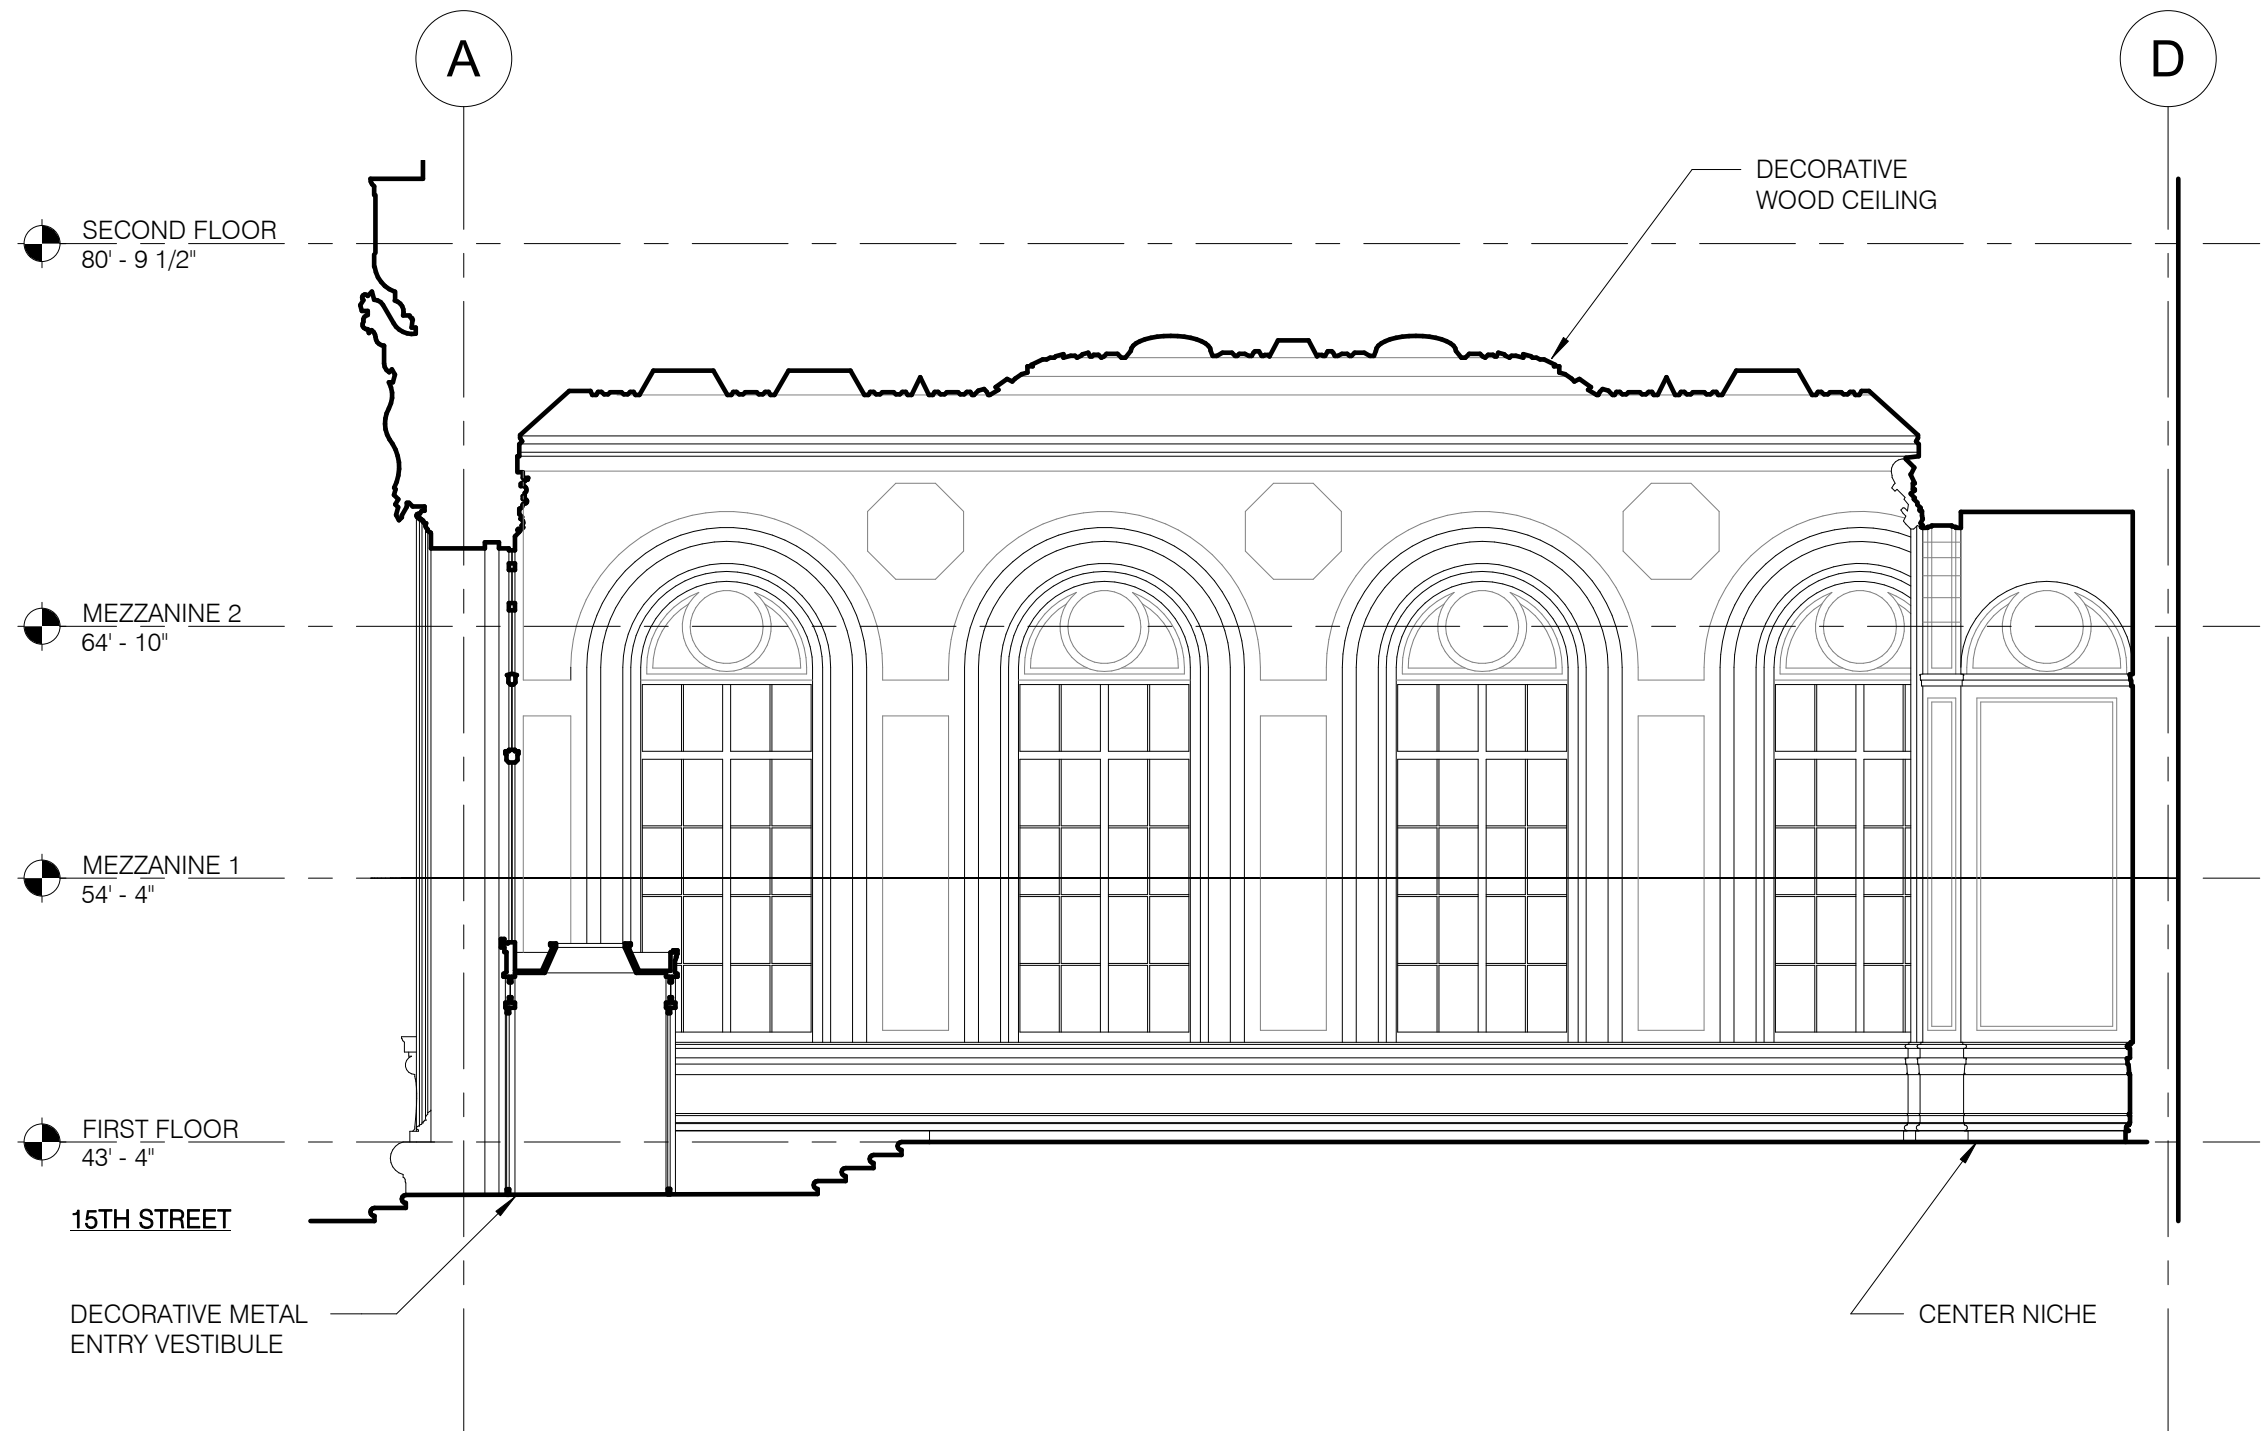 A
D
DECORATIVE
WOOD CEILING
SECOND FLOOR
80' - 9 1/2"
MEZZANINE 2
64' - 10"
MEZZANINE 1
54' - 4"
FIRST FLOOR
43' - 4"
15TH STREET
DECORATIVE METAL
ENTRY VESTIBULE
CENTER NICHE